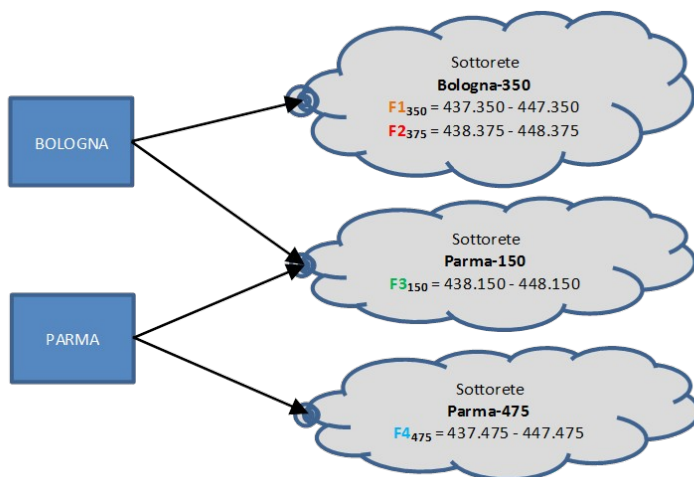 BOLOGNA
Sottorete
Bologna-350
F1350 = 437.350 - 447.350
F2375 = 438.375 - 448.375
Sottorete
Parma-150
F3150 = 438.150 - 448.150
PARMA
Sottorete
Parma-475
F4475 = 437.475 - 447.475